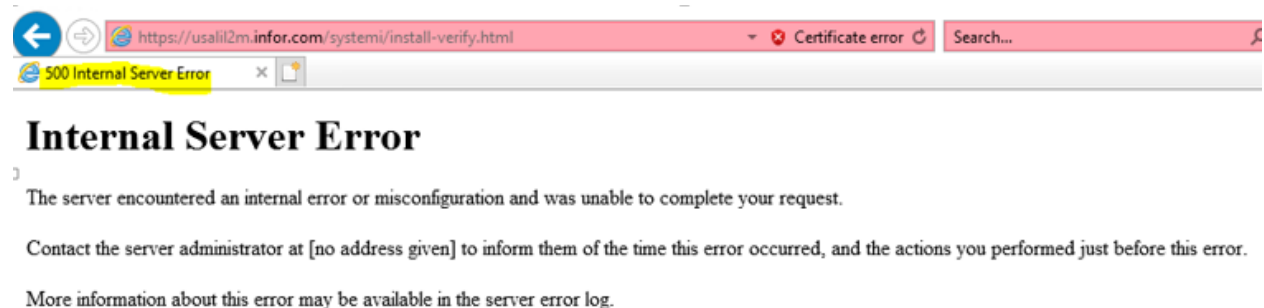 https://usalil2m.infor.com/systemi/install-verify.html Certificate error Search...
500 Internal Server Error
Internal Server Error
The server encountered an internal error or misconfiguration and was unable to complete your request.
Contact the server administrator at [no address given] to inform them of the time this error occurred, and the actions you performed just before this error.
More information about this error may be available in the server error log.